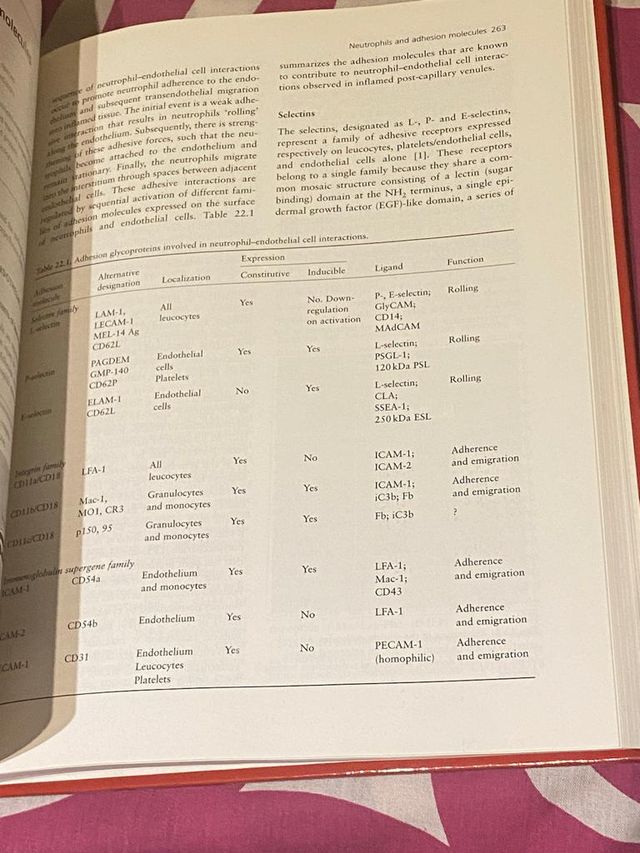 Neutrophils and adhesion molecules 263
sequence of neutrophil–endothelial cell interactions
occur to promote neutrophil adherence to the endo-
thelium and subsequent transendothelial migration
into inflamed tissue. The initial event is a weak adhe-
sive interaction that results in neutrophils 'rolling'
along the endothelium. Subsequently, there is streng-
thening of these adhesive forces, such that the neu-
trophils become attached to the endothelium and
remain stationary. Finally, the neutrophils migrate
into the interstitium through spaces between adjacent
endothelial cells. These adhesive interactions are
regulated by sequential activation of different fami-
lies of adhesion molecules expressed on the surface
of neutrophils and endothelial cells. Table 22.1
summarizes the adhesion molecules that are known
to contribute to neutrophil–endothelial cell interac-
tions observed in inflamed post-capillary venules.
Selectins
The selectins, designated as L-, P- and E-selectins,
represent a family of adhesive receptors expressed
respectively on leucocytes, platelets/endothelial cells,
and endothelial cells alone [1]. These receptors
belong to a single family because they share a com-
mon mosaic structure consisting of a lectin (sugar
binding) domain at the NH2 terminus, a single epi-
dermal growth factor (EGF)-like domain, a series of
Table 22.1. Adhesion glycoproteins involved in neutrophil–endothelial cell interactions.
Expression
Adhesion molecule Alternative designation Localization Constitutive Inducible Ligand Function
Selectin family
L-selectin LAM-1, All Yes No. Down- P-, E-selectin; Rolling
LECAM-1 leucocytes regulation GlyCAM;
MEL-14 Ag on activation CD14;
CD62L MAdCAM
P-selectin PAGDEM Endothelial Yes Yes L-selectin; Rolling
GMP-140 cells PSGL-1;
CD62P Platelets 120 kDa PSL
E-selectin ELAM-1 Endothelial No Yes L-selectin; Rolling
CD62L cells CLA;
SSEA-1;
250 kDa ESL
Integrin family
CD11a/CD18 LFA-1 All Yes No ICAM-1; Adherence
leucocytes ICAM-2 and emigration
CD11b/CD18 Mac-1, Granulocytes Yes Yes ICAM-1; Adherence
MO1, CR3 and monocytes iC3b; Fb and emigration
CD11c/CD18 p150, 95 Granulocytes Yes Yes Fb; iC3b ?
and monocytes
Immunoglobulin supergene family
ICAM-1 CD54a Endothelium Yes Yes LFA-1; Adherence
and monocytes Mac-1; and emigration
CD43
CAM-2 CD54b Endothelium Yes No LFA-1 Adherence
and emigration
CAM-1 CD31 Endothelium Yes No PECAM-1 Adherence
Leucocytes (homophilic) and emigration
Platelets